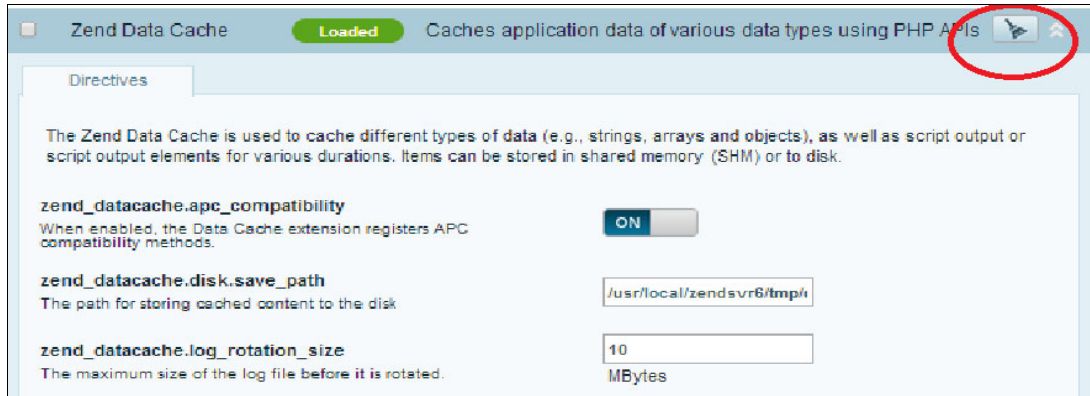 Zend Data Cache Loaded Caches application data of various data types using PHP APIs
Directives
The Zend Data Cache is used to cache different types of data (e.g., strings, arrays and objects), as well as script output or
script output elements for various durations. Items can be stored in shared memory (SHM) or to disk.
zend_datacache.apc_compatibility
ON
When enabled, the Data Cache extension registers APC
compatibility methods.
zend_datacache.disk.save_path
/usr/local/zendsvr6/tmp/
The path for storing cached content to the disk
zend_datacache.log_rotation_size
10
The maximum size of the log file before it is rotated.
MBytes